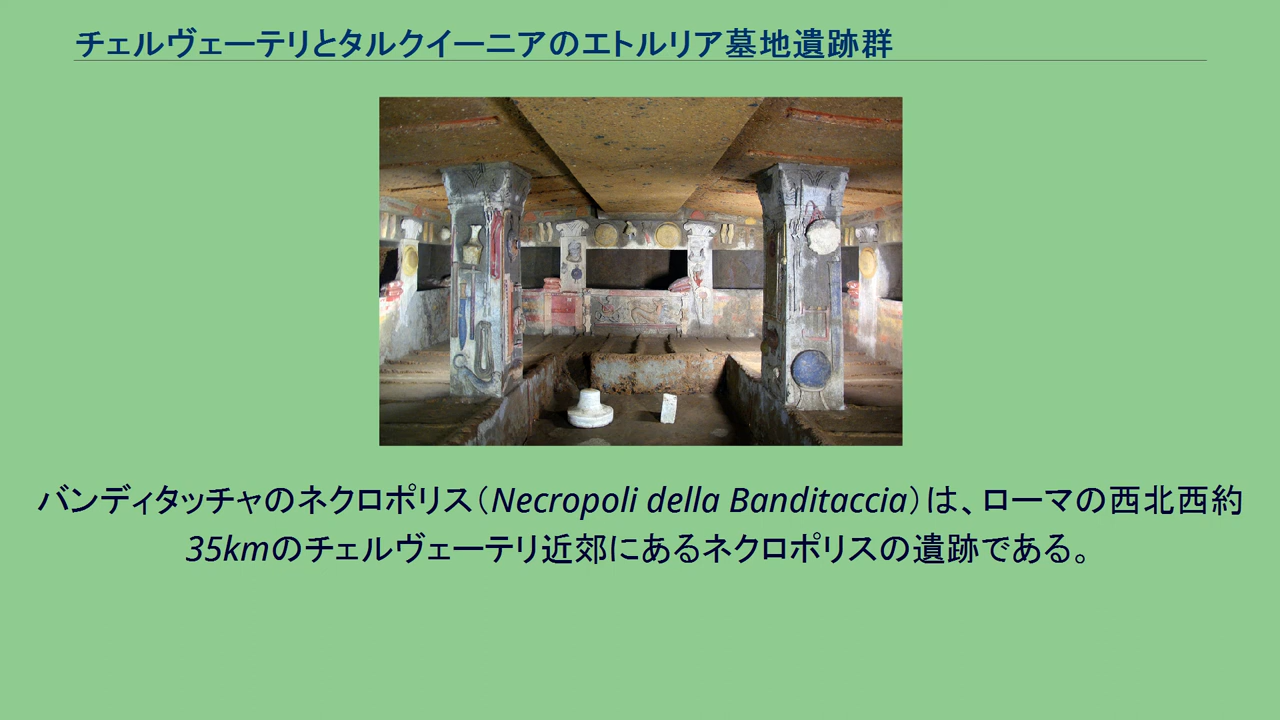 チェルヴェーテリとタルクイーニアのエトルリア墓地遺跡群
バンディタッチャのネクロポリス（Necropoli della Banditaccia）は、ローマの西北西約
35kmのチェルヴェーテリ近郊にあるネクロポリスの遺跡である。